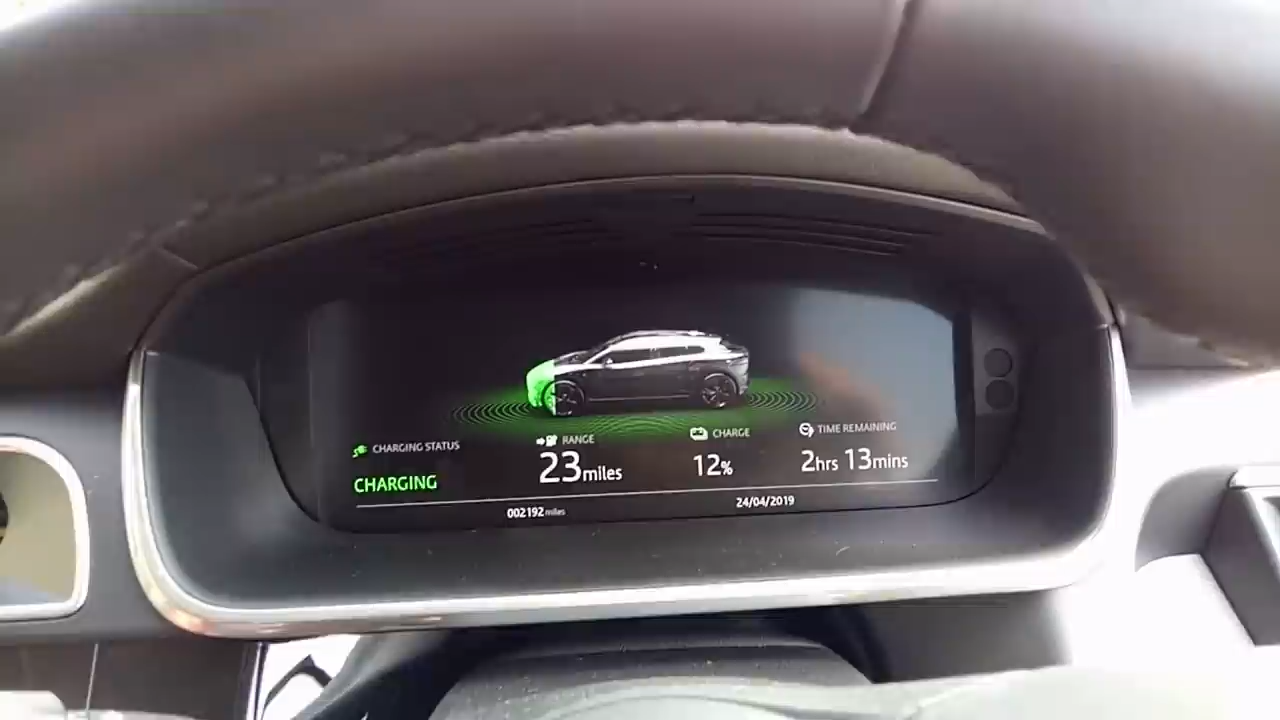 CHARGING STATUS
CHARGING
RANGE
23miles
CHARGE
12%
TIME REMAINING
2hrs 13mins
002192 miles
24/04/2019